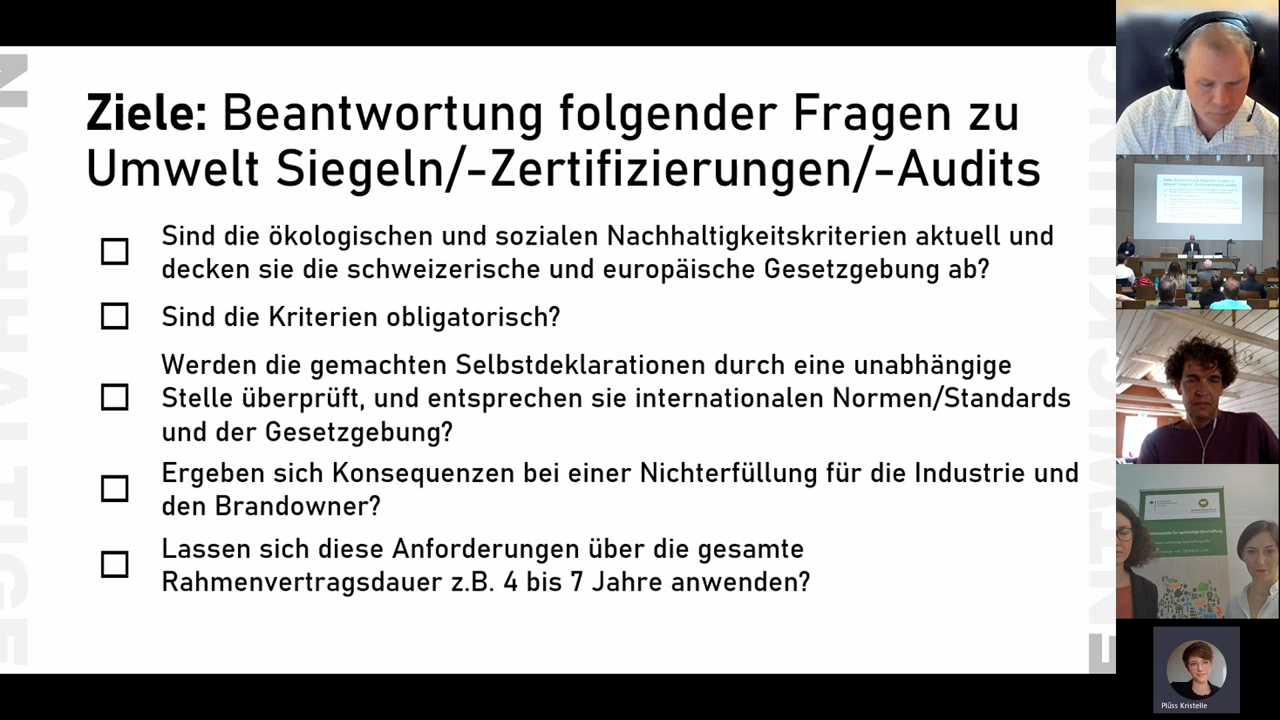 Ziele: Beantwortung folgender Fragen zu
Umwelt Siegeln/-Zertifizierungen/-Audits
Sind die ökologischen und sozialen Nachhaltigkeitskriterien aktuell und
decken sie die schweizerische und europäische Gesetzgebung ab?
Sind die Kriterien obligatorisch?
Werden die gemachten Selbstdeklarationen durch eine unabhängige
Stelle überprüft, und entsprechen sie internationalen Normen/Standards
und der Gesetzgebung?
Ergeben sich Konsequenzen bei einer Nichterfüllung für die Industrie und
den Brandowner?
Lassen sich diese Anforderungen über die gesamte
Rahmenvertragsdauer z.B. 4 bis 7 Jahre anwenden?
Plüss Kristelle